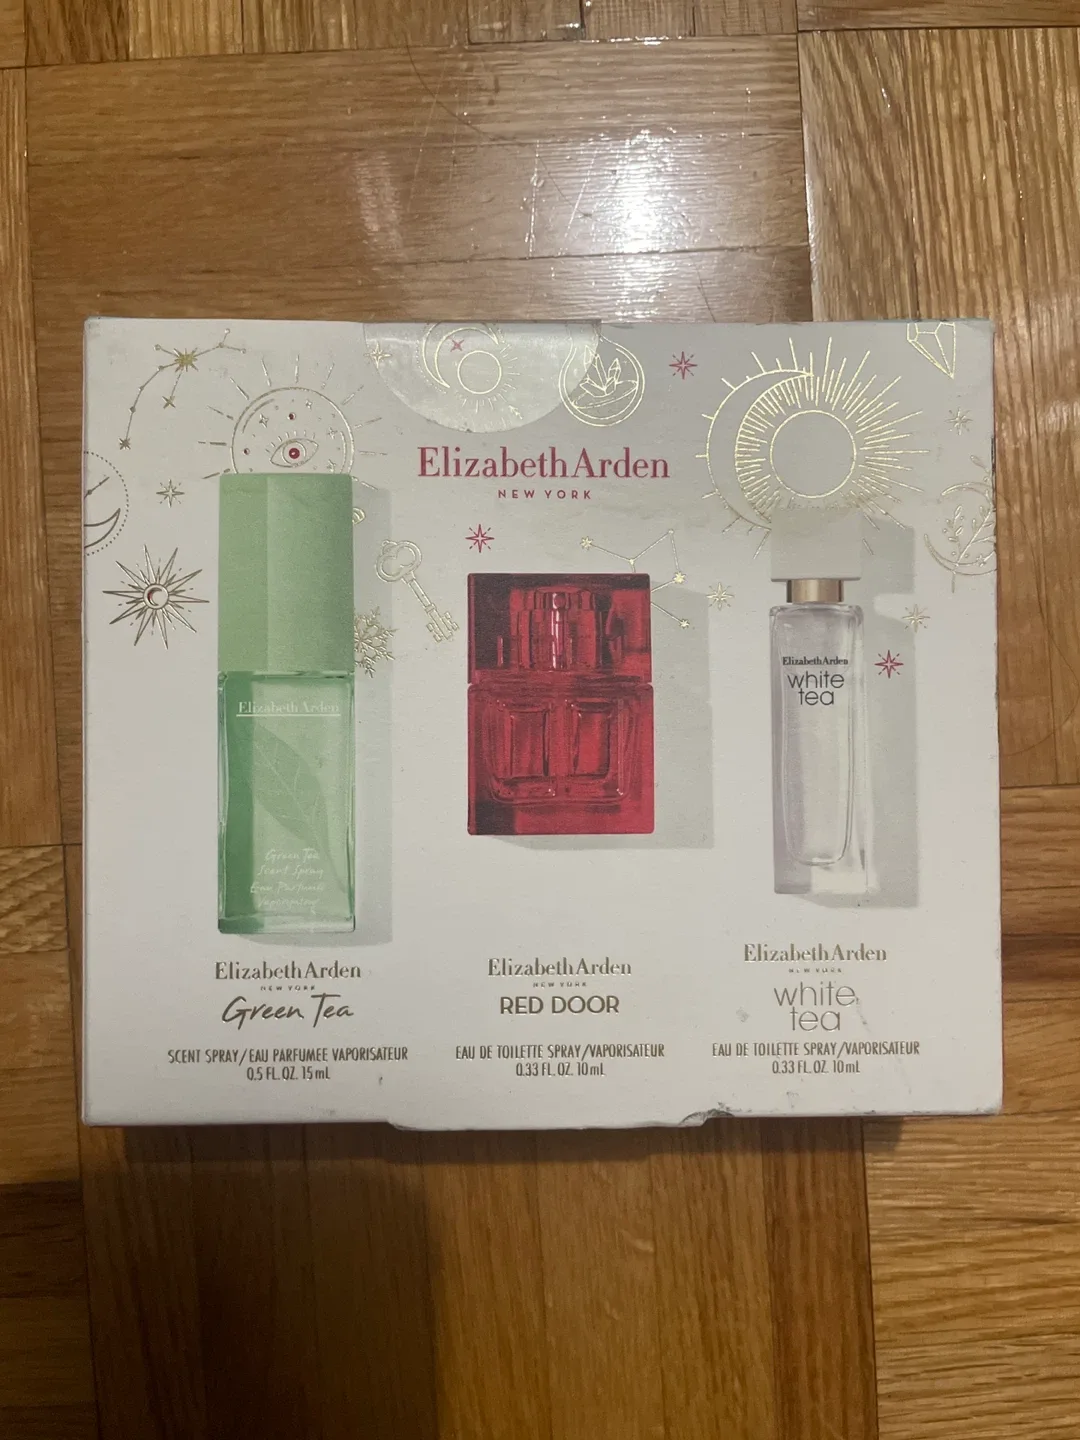 Elizabeth Arden
NEW YORK
Elizabeth Arden
Green Tea
Scent Spray
Eau Parfumée
Vaporisateur
Elizabeth Arden
white
tea
Elizabeth Arden
NEW YORK
Green Tea
SCENT SPRAY/EAU PARFUMEE VAPORISATEUR
0.5 FL. OZ. 15 mL
Elizabeth Arden
NEW YORK
RED DOOR
EAU DE TOILETTE SPRAY/VAPORISATEUR
0.33 FL. OZ. 10 mL
Elizabeth Arden
NEW YORK
white
tea
EAU DE TOILETTE SPRAY/VAPORISATEUR
0.33 FL. OZ. 10 mL